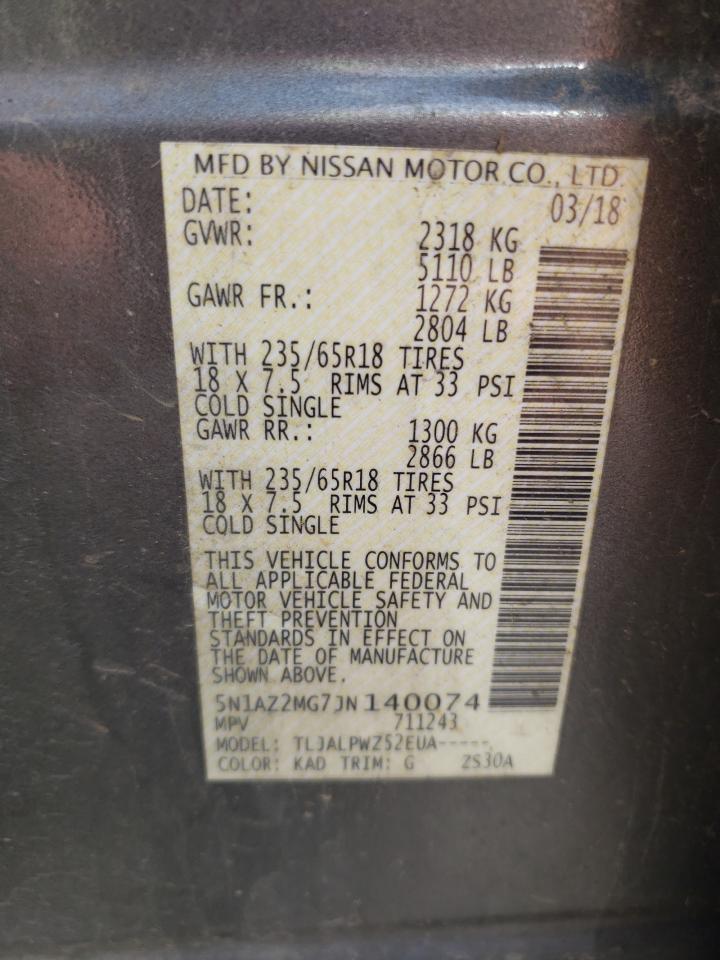 MFD BY NISSAN MOTOR CO., LTD.
DATE: 03/18
GVWR: 2318 KG
5110 LB
GAWR FR.: 1272 KG
2804 LB
WITH 235/65R18 TIRES
18 X 7.5 RIMS AT 33 PSI
COLD SINGLE
GAWR RR.: 1300 KG
2866 LB
WITH 235/65R18 TIRES
18 X 7.5 RIMS AT 33 PSI
COLD SINGLE
THIS VEHICLE CONFORMS TO
ALL APPLICABLE FEDERAL
MOTOR VEHICLE SAFETY AND
THEFT PREVENTION
STANDARDS IN EFFECT ON
THE DATE OF MANUFACTURE
SHOWN ABOVE.
5N1AZ2MG7JN140074
MPV 711243
MODEL: TLJALPWZ52EUA-----
COLOR: KAD TRIM: G ZS30A